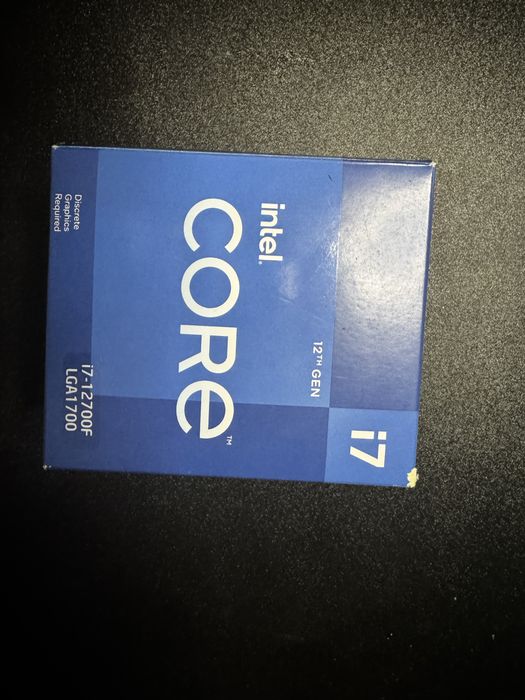 i7
12TH GEN
intel.
CORe™
Discrete
Graphics
Required
i7-12700F
LGA1700